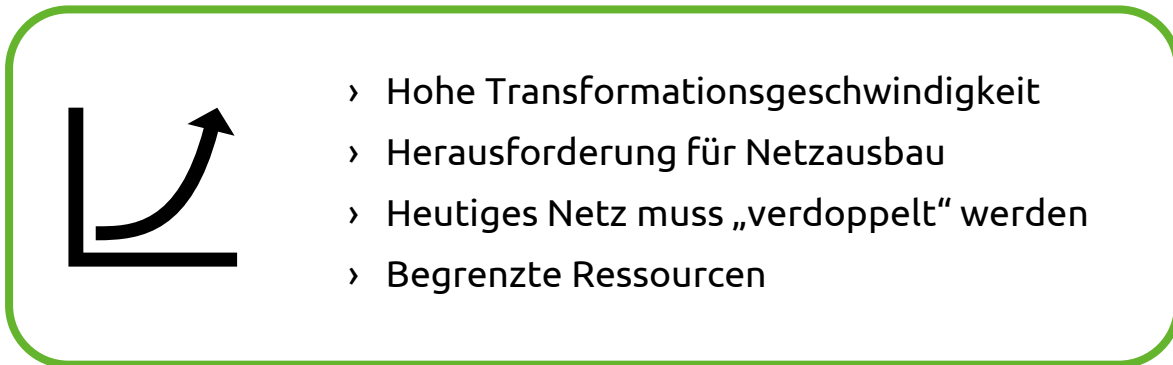 › Hohe Transformationsgeschwindigkeit
› Herausforderung für Netzausbau
› Heutiges Netz muss „verdoppelt“ werden
› Begrenzte Ressourcen